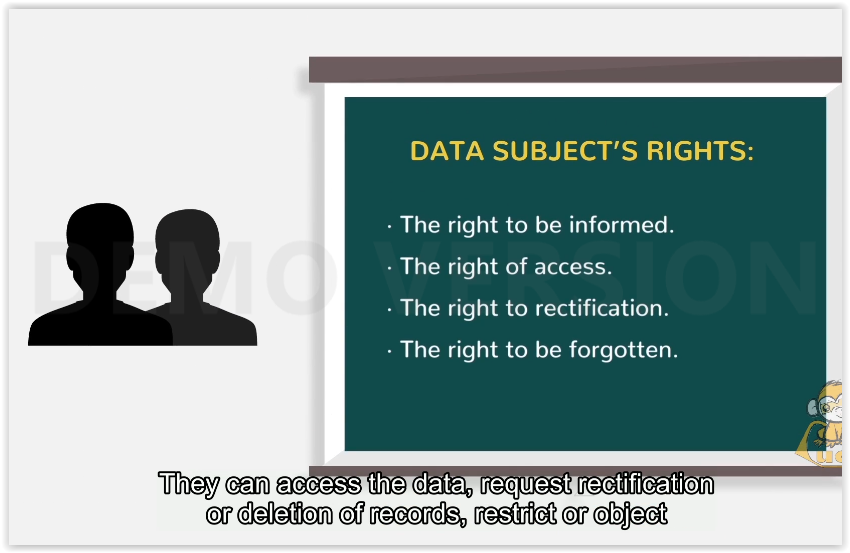 DATA SUBJECT'S RIGHTS:
· The right to be informed.
· The right of access.
· The right to rectification.
· The right to be forgotten.
DEMO VERSION
They can access the data, request rectification
or deletion of records, restrict or object